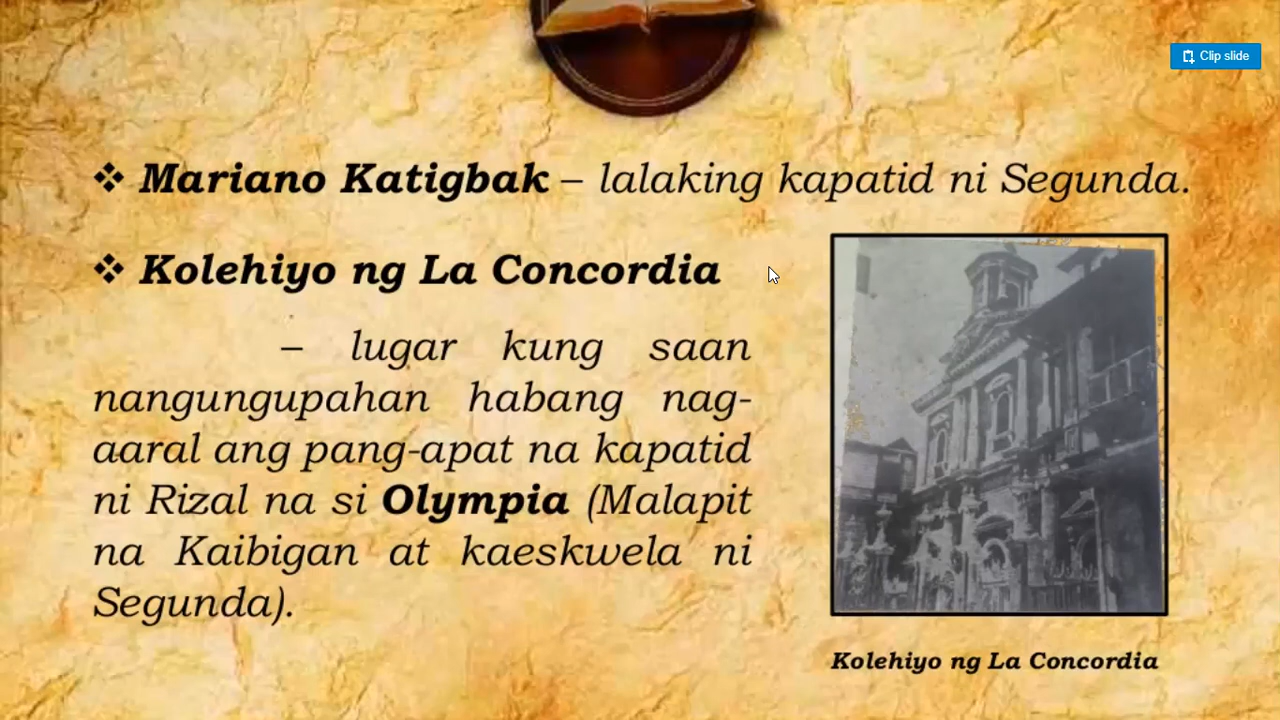 Clip slide
❖ Mariano Katigbak – lalaking kapatid ni Segunda.
❖ Kolehiyo ng La Concordia
– lugar kung saan
nangungupahan habang nag-
aaral ang pang-apat na kapatid
ni Rizal na si Olympia (Malapit
na Kaibigan at kaeskwela ni
Segunda).
Kolehiyo ng La Concordia